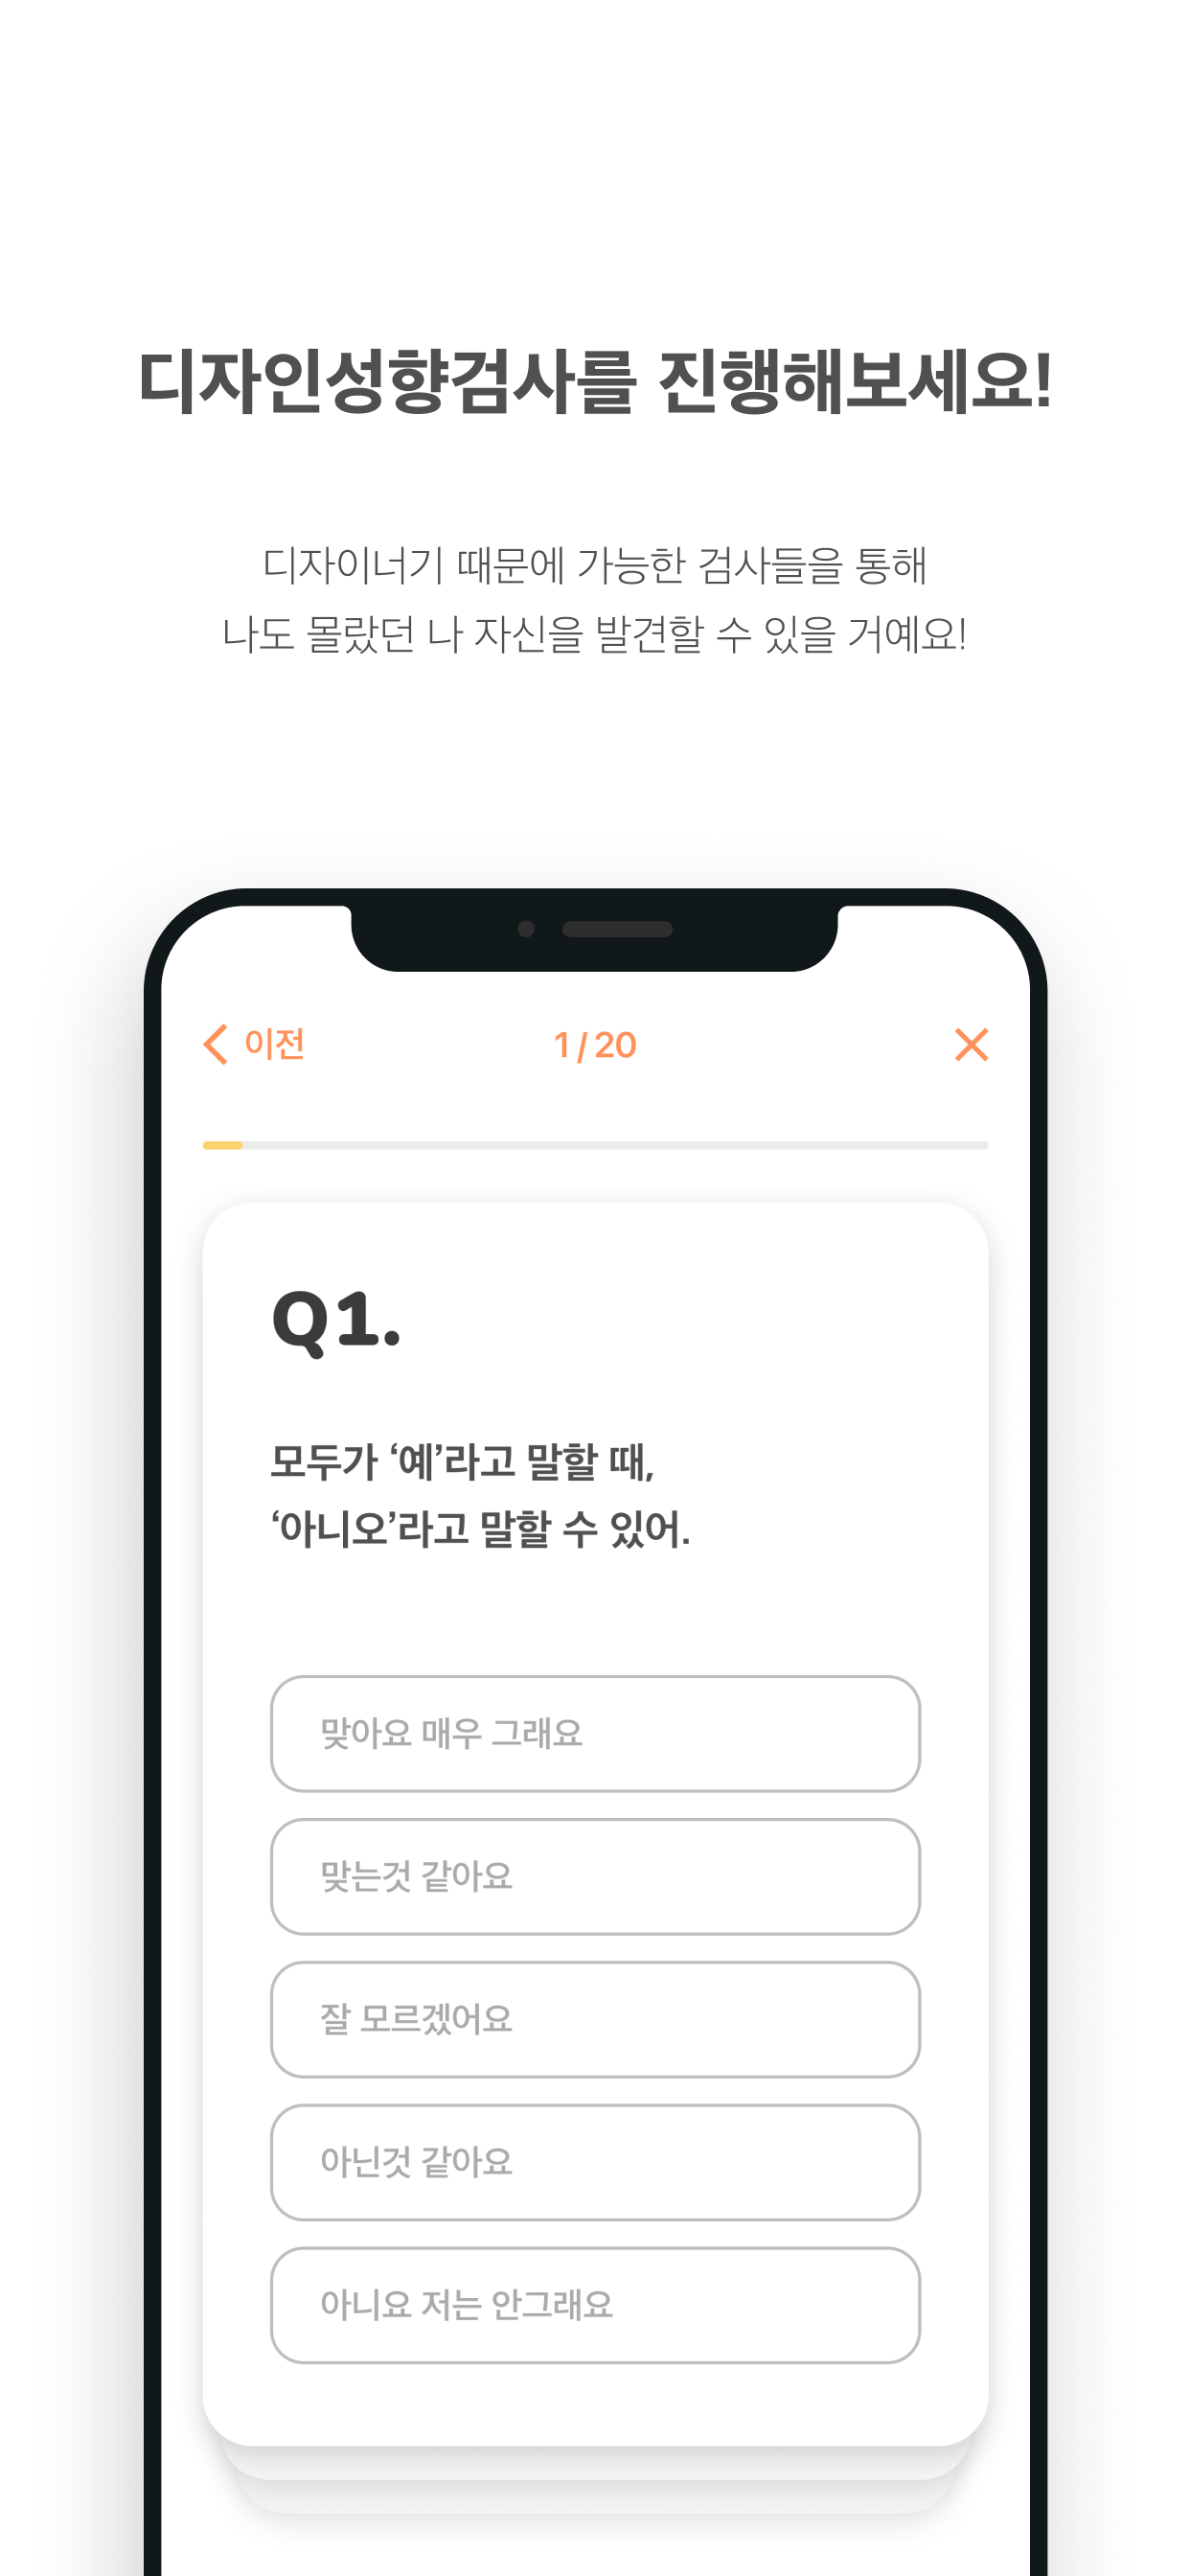 디자인성향검사를 진행해보세요!
디자이너기 때문에 가능한 검사들을 통해
나도 몰랐던 나 자신을 발견할 수 있을 거예요!
이전
1 / 20
Q1.
모두가 ‘예’라고 말할 때,
‘아니오’라고 말할 수 있어.
맞아요 매우 그래요
맞는것 같아요
잘 모르겠어요
아닌것 같아요
아니요 저는 안그래요